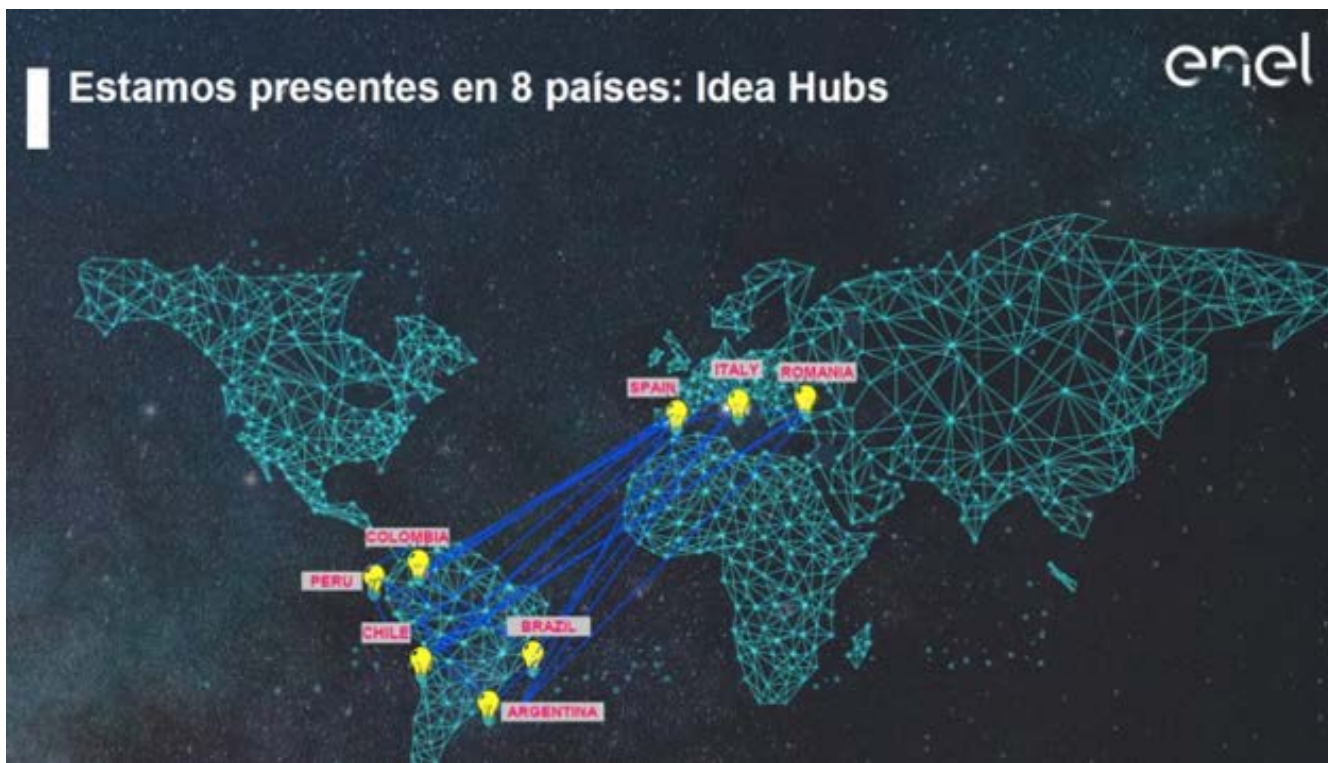 enel
Estamos presentes en 8 países: Idea Hubs
ITALY
ROMANIA
SPAIN
COLOMBIA
PERU
CHILE
BRAZIL
ARGENTINA